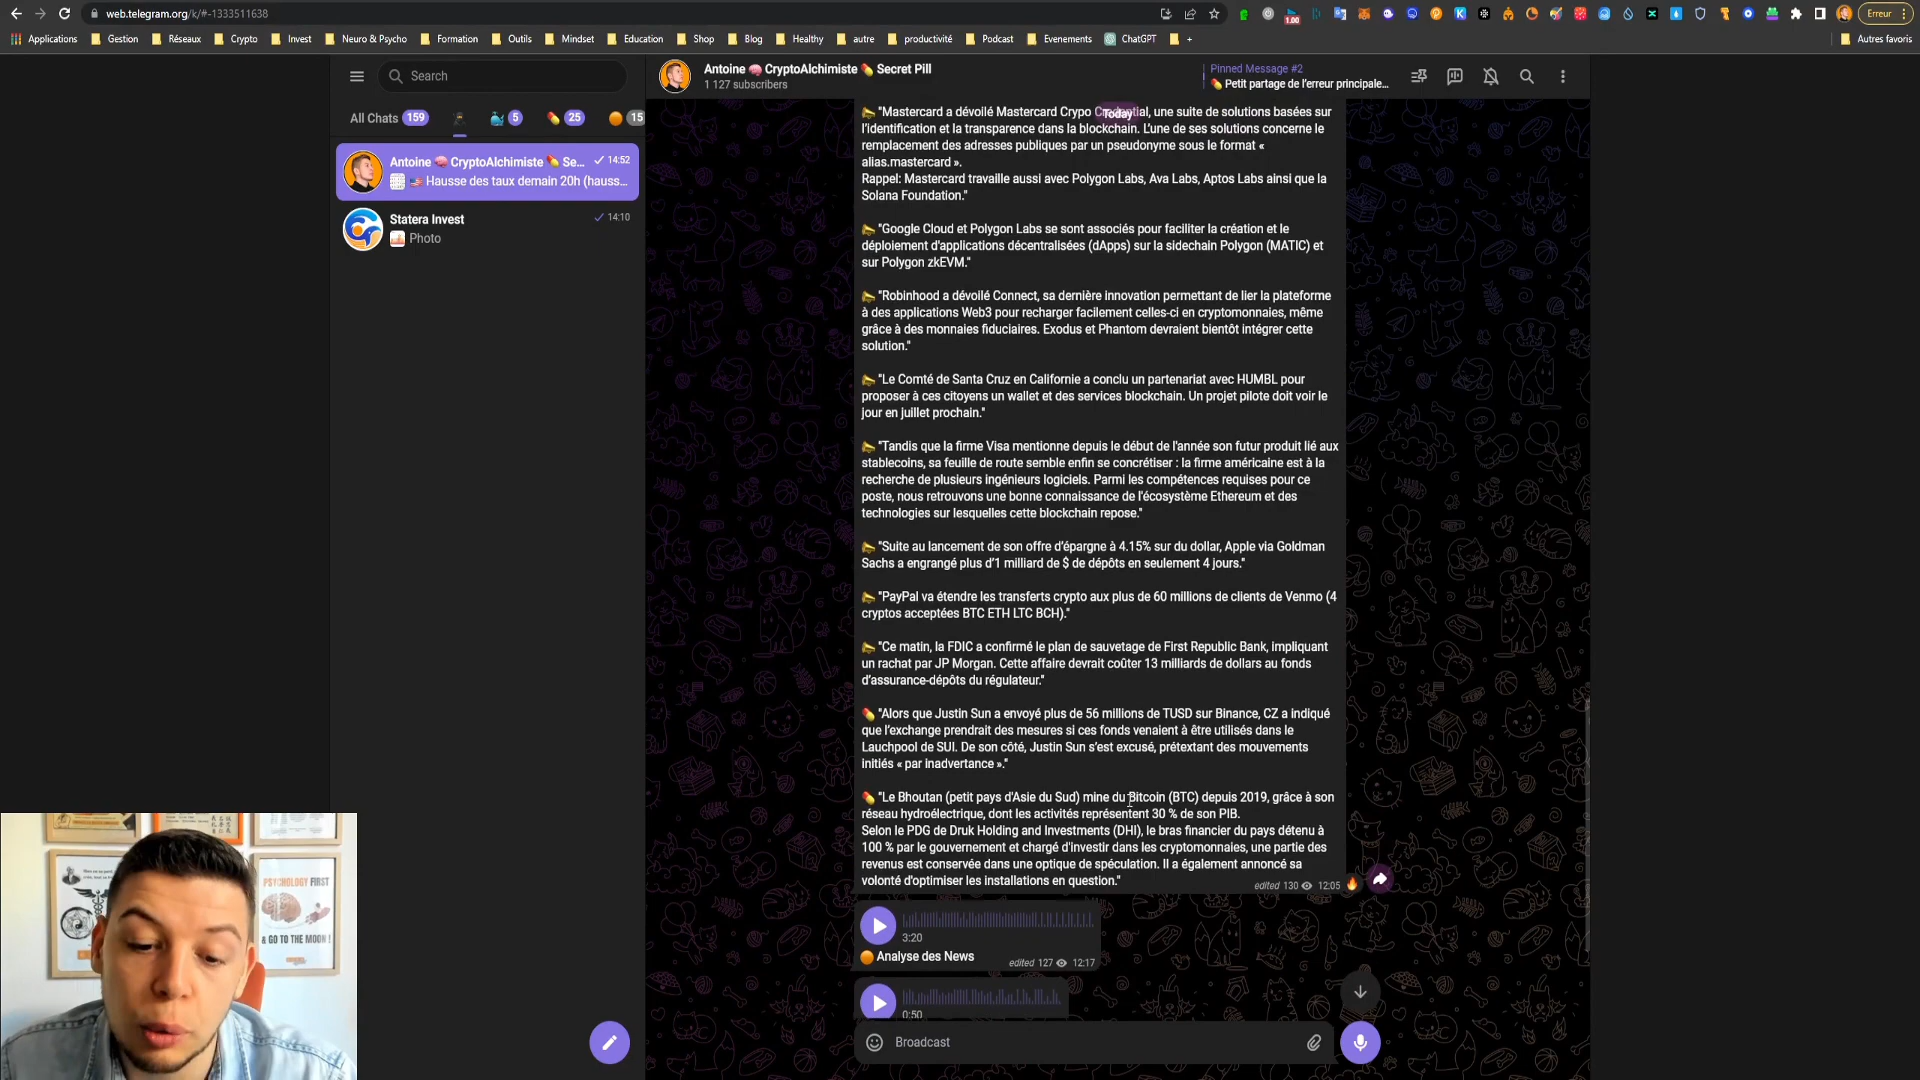 web.telegram.org/k/#-1333511638
1.00
Erreur
Applications
Gestion
Réseaux
Crypto
Invest
Neuro & Psycho
Formation
Outils
Mindset
Education
Shop
Blog
Healthy
autre
productivité
Podcast
Evenements
ChatGPT
+
Autres favoris
Search
Antoine 🧠 CryptoAlchimiste 💊 Secret Pill
1 127 subscribers
Pinned Message #2
💊 Petit partage de l'erreur principale...
All Chats 159
5
25
15
Antoine 🧠 CryptoAlchimiste 💊 Se... 14:52
🇺🇸 Hausse des taux demain 20h (hauss...
Statera Invest 14:10
Photo
Today
"Mastercard a dévoilé Mastercard Crypo Credential, une suite de solutions basées sur
l'identification et la transparence dans la blockchain. L'une de ses solutions concerne le
remplacement des adresses publiques par un pseudonyme sous le format «
alias.mastercard ».
Rappel: Mastercard travaille aussi avec Polygon Labs, Ava Labs, Aptos Labs ainsi que la
Solana Foundation."
"Google Cloud et Polygon Labs se sont associés pour faciliter la création et le
déploiement d'applications décentralisées (dApps) sur la sidechain Polygon (MATIC) et
sur Polygon zkEVM."
"Robinhood a dévoilé Connect, sa dernière innovation permettant de lier la plateforme
à des applications Web3 pour recharger facilement celles-ci en cryptomonnaies, même
grâce à des monnaies fiduciaires. Exodus et Phantom devraient bientôt intégrer cette
solution."
"Le Comté de Santa Cruz en Californie a conclu un partenariat avec HUMBL pour
proposer à ces citoyens un wallet et des services blockchain. Un projet pilote doit voir le
jour en juillet prochain."
"Tandis que la firme Visa mentionne depuis le début de l'année son futur produit lié aux
stablecoins, sa feuille de route semble enfin se concrétiser : la firme américaine est à la
recherche de plusieurs ingénieurs logiciels. Parmi les compétences requises pour ce
poste, nous retrouvons une bonne connaissance de l'écosystème Ethereum et des
technologies sur lesquelles cette blockchain repose."
"Suite au lancement de son offre d'épargne à 4.15% sur du dollar, Apple via Goldman
Sachs a engrangé plus d'1 milliard de $ de dépôts en seulement 4 jours."
"PayPal va étendre les transferts crypto aux plus de 60 millions de clients de Venmo (4
cryptos acceptées BTC ETH LTC BCH)."
"Ce matin, la FDIC a confirmé le plan de sauvetage de First Republic Bank, impliquant
un rachat par JP Morgan. Cette affaire devrait coûter 13 milliards de dollars au fonds
d'assurance-dépôts du régulateur."
💊 "Alors que Justin Sun a envoyé plus de 56 millions de TUSD sur Binance, CZ a indiqué
que l'exchange prendrait des mesures si ces fonds venaient à être utilisés dans le
Lauchpool de SUI. De son côté, Justin Sun s'est excusé, prétextant des mouvements
initiés « par inadvertance »."
💊 "Le Bhoutan (petit pays d'Asie du Sud) mine du Bitcoin (BTC) depuis 2019, grâce à son
réseau hydroélectrique, dont les activités représentent 30 % de son PIB.
Selon le PDG de Druk Holding and Investments (DHI), le bras financier du pays détenu à
100 % par le gouvernement et chargé d'investir dans les cryptomonnaies, une partie des
revenus est conservée dans une optique de spéculation. Il a également annoncé sa
volonté d'optimiser les installations en question."
edited 130 12:05
3:20
Analyse des News
edited 127 12:17
0:50
Broadcast
PSYCHOLOGY FIRST
& GO TO THE MOON !